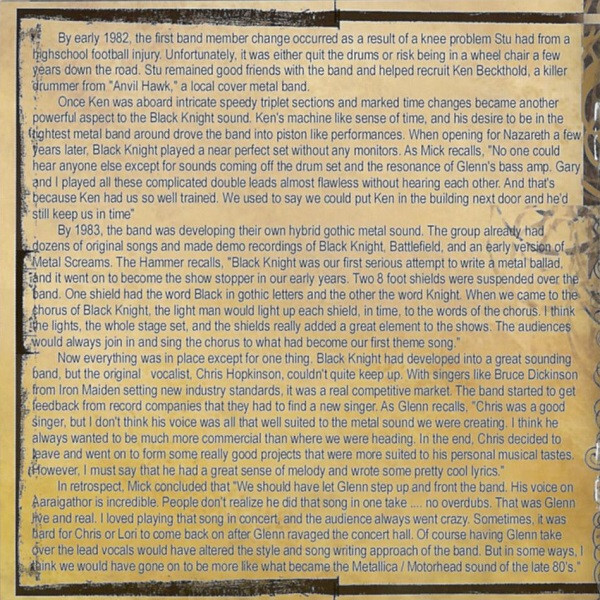 By early 1982, the first band member change occurred as a result of a knee problem Stu had from a
highschool football injury. Unfortunately, it was either quit the drums or risk being in a wheel chair a few
years down the road. Stu remained good friends with the band and helped recruit Ken Beckthold, a killer
drummer from "Anvil Hawk," a local cover metal band.
Once Ken was aboard intricate speedy triplet sections and marked time changes became another
powerful aspect to the Black Knight sound. Ken's machine like sense of time, and his desire to be in the
tightest metal band around drove the band into piston like performances. When opening for Nazareth a few
years later, Black Knight played a near perfect set without any monitors. As Mick recalls, "No one could
hear anyone else except for sounds coming off the drum set and the resonance of Glenn's bass amp. Gary
and I played all these complicated double leads almost flawless without hearing each other. And that's
because Ken had us so well trained. We used to say we could put Ken in the building next door and he'd
still keep us in time"
By 1983, the band was developing their own hybrid gothic metal sound. The group already had
dozens of original songs and made demo recordings of Black Knight, Battlefield, and an early version of
Metal Screams. The Hammer recalls, "Black Knight was our first serious attempt to write a metal ballad,
and it went on to become the show stopper in our early years. Two 8 foot shields were suspended over the
band. One shield had the word Black in gothic letters and the other the word Knight. When we came to the
chorus of Black Knight, the light man would light up each shield, in time, to the words of the chorus. I think
the lights, the whole stage set, and the shields really added a great element to the shows. The audiences
would always join in and sing the chorus to what had become our first theme song."
Now everything was in place except for one thing. Black Knight had developed into a great sounding
band, but the original vocalist, Chris Hopkinson, couldn't quite keep up. With singers like Bruce Dickinson
from Iron Maiden setting new industry standards, it was a real competitive market. The band started to get
feedback from record companies that they had to find a new singer. As Glenn recalls, "Chris was a good
singer, but I don't think his voice was all that well suited to the metal sound we were creating. I think he
always wanted to be much more commercial than where we were heading. In the end, Chris decided to
leave and went on to form some really good projects that were more suited to his personal musical tastes.
However, I must say that he had a great sense of melody and wrote some pretty cool lyrics."
In retrospect, Mick concluded that "We should have let Glenn step up and front the band. His voice on
Aaraigathor is incredible. People don't realize he did that song in one take .... no overdubs. That was Glenn
live and real. I loved playing that song in concert, and the audience always went crazy. Sometimes, it was
hard for Chris or Lori to come back on after Glenn ravaged the concert hall. Of course having Glenn take
over the lead vocals would have altered the style and song writing approach of the band. But in some ways, I
think we would have gone on to be more like what became the Metallica / Motorhead sound of the late 80's."